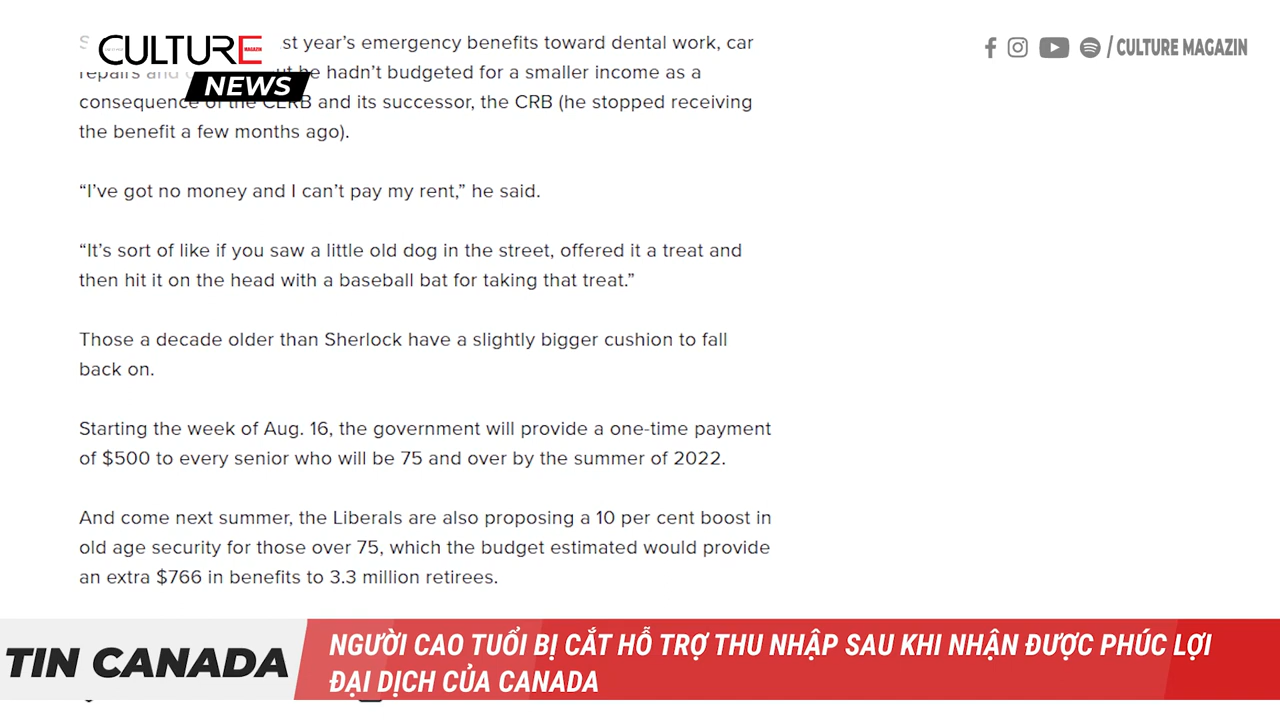 CULTURE
MAGAZIN
NEWS
/ CULTURE MAGAZIN
st year's emergency benefits toward dental work, car
repairs and he hadn't budgeted for a smaller income as a
consequence of the CERB and its successor, the CRB (he stopped receiving
the benefit a few months ago).
“I've got no money and I can't pay my rent,” he said.
“It's sort of like if you saw a little old dog in the street, offered it a treat and
then hit it on the head with a baseball bat for taking that treat.”
Those a decade older than Sherlock have a slightly bigger cushion to fall
back on.
Starting the week of Aug. 16, the government will provide a one-time payment
of $500 to every senior who will be 75 and over by the summer of 2022.
And come next summer, the Liberals are also proposing a 10 per cent boost in
old age security for those over 75, which the budget estimated would provide
an extra $766 in benefits to 3.3 million retirees.
TIN CANADA
NGƯỜI CAO TUỔI BỊ CẮT HỖ TRỢ THU NHẬP SAU KHI NHẬN ĐƯỢC PHÚC LỢI
ĐẠI DỊCH CỦA CANADA